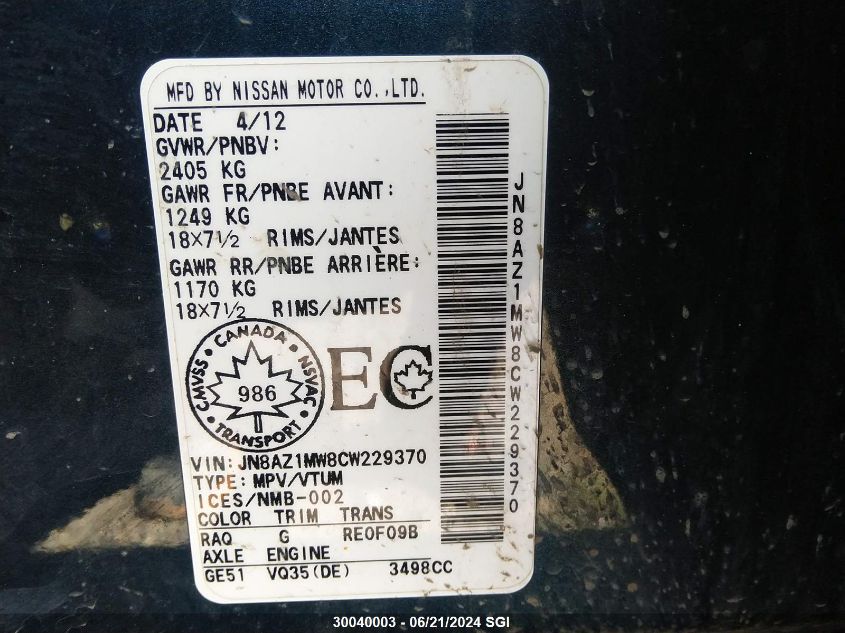 MFD BY NISSAN MOTOR CO.,LTD.
DATE 4/12
GVWR/PNBV:
2405 KG
GAWR FR/PNBE AVANT:
1249 KG
18X7½ RIMS/JANTES
GAWR RR/PNBE ARRIÈRE:
1170 KG
18X7½ RIMS/JANTES
CANADA
CMVSS • NSVAC
986
TRANSPORT
EC
VIN: JN8AZ1MW8CW229370
TYPE: MPV/VTUM
ICES/NMB-002
COLOR TRIM TRANS
RAQ G RE0F09B
AXLE ENGINE
GE51 VQ35(DE) 3498CC
JN8AZ1MW8CW229370
30040003 - 06/21/2024 SGI